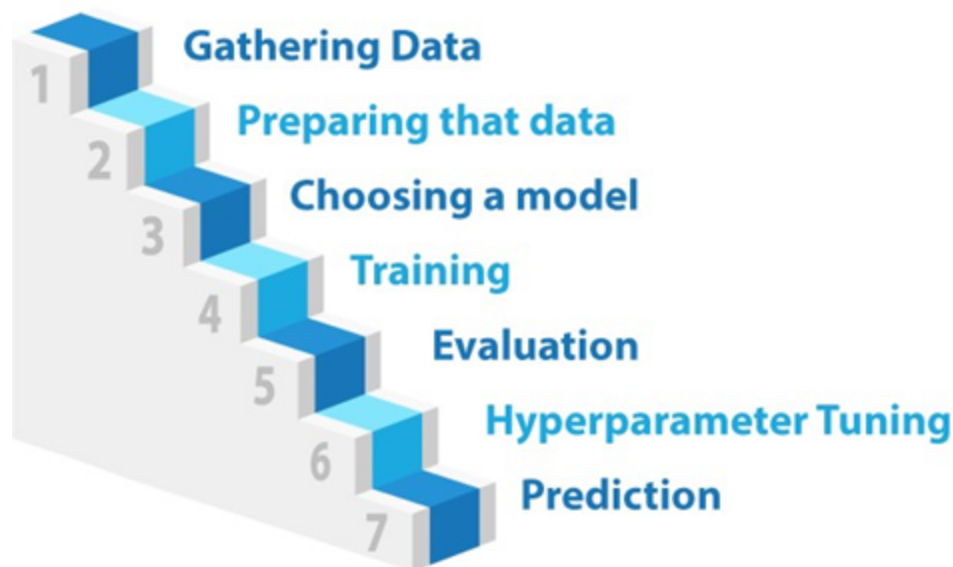 1 Gathering Data
2 Preparing that data
3 Choosing a model
4 Training
5 Evaluation
6 Hyperparameter Tuning
7 Prediction